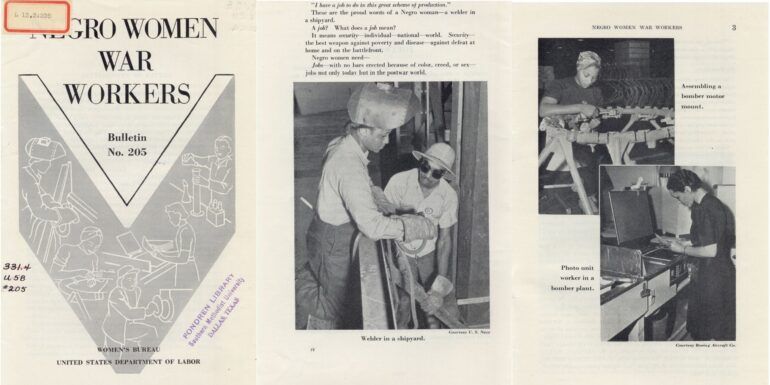 L 13.3:205
NEGRO WOMEN
WAR
WORKERS
Bulletin
No. 205
331.4
U58
#205
FONDREN LIBRARY
Southern Methodist University
DALLAS, TEXAS
WOMEN'S BUREAU
UNITED STATES DEPARTMENT OF LABOR
"I have a job to do in this great scheme of production."
These are the proud words of a Negro woman—a welder in
a shipyard.
A job? What does a job mean?
It means security—individual—national—world. Security—
the best weapon against poverty and disease—against defeat at
home and on the battlefront.
Negro women need—
Jobs—with no bars erected because of color, creed, or sex—
jobs not only today but in the postwar world.
Courtesy U. S. Navy
Welder in a shipyard.
IV
NEGRO WOMEN WAR WORKERS 3
Assembling a
bomber motor
mount.
Photo unit
worker in a
bomber plant.
Courtesy Boeing Aircraft Co.